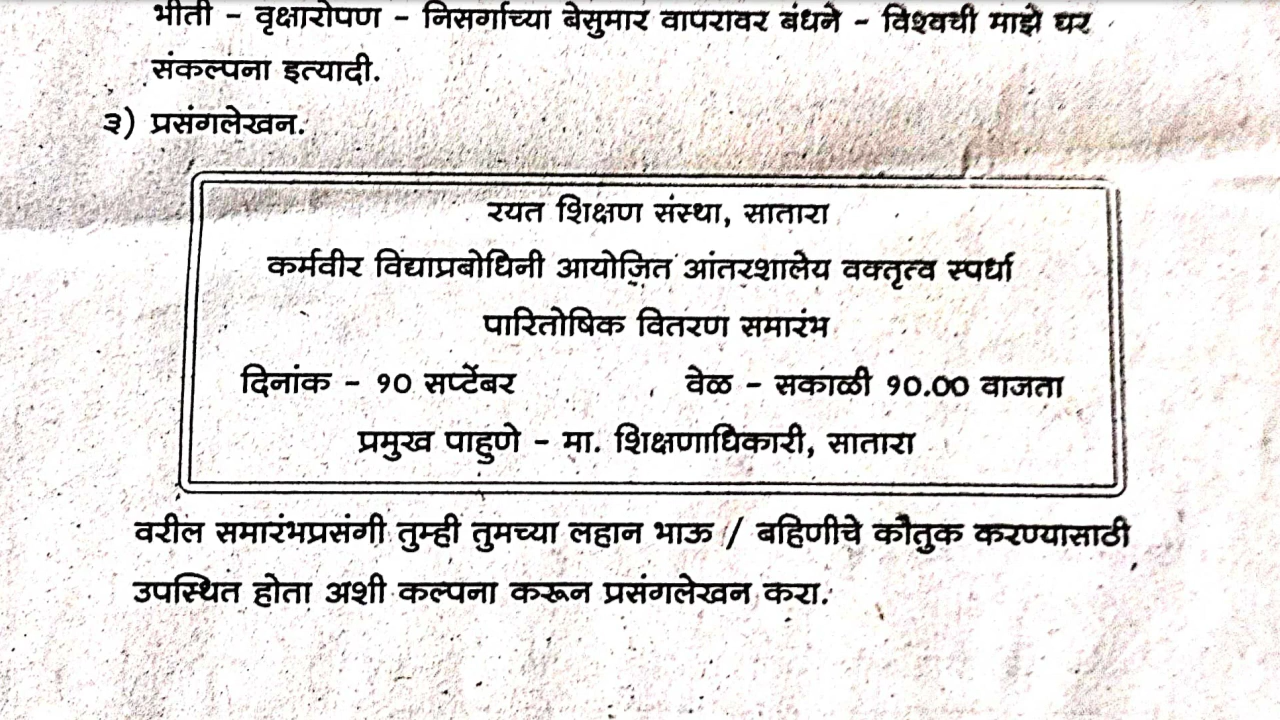 भीती - वृक्षारोपण - निसर्गाच्या बेसुमार वापरावर बंधने - विश्वची माझे घर
संकल्पना इत्यादी.
३) प्रसंगलेखन.
रयत शिक्षण संस्था, सातारा
कर्मवीर विद्याप्रबोधिनी आयोजित आंतरशालेय वक्तृत्व स्पर्धा
पारितोषिक वितरण समारंभ
दिनांक - १० सप्टेंबर वेळ - सकाळी १०.०० वाजता
प्रमुख पाहुणे - मा. शिक्षणाधिकारी, सातारा
वरील समारंभप्रसंगी तुम्ही तुमच्या लहान भाऊ / बहिणीचे कौतुक करण्यासाठी
उपस्थित होता अशी कल्पना करून प्रसंगलेखन करा.